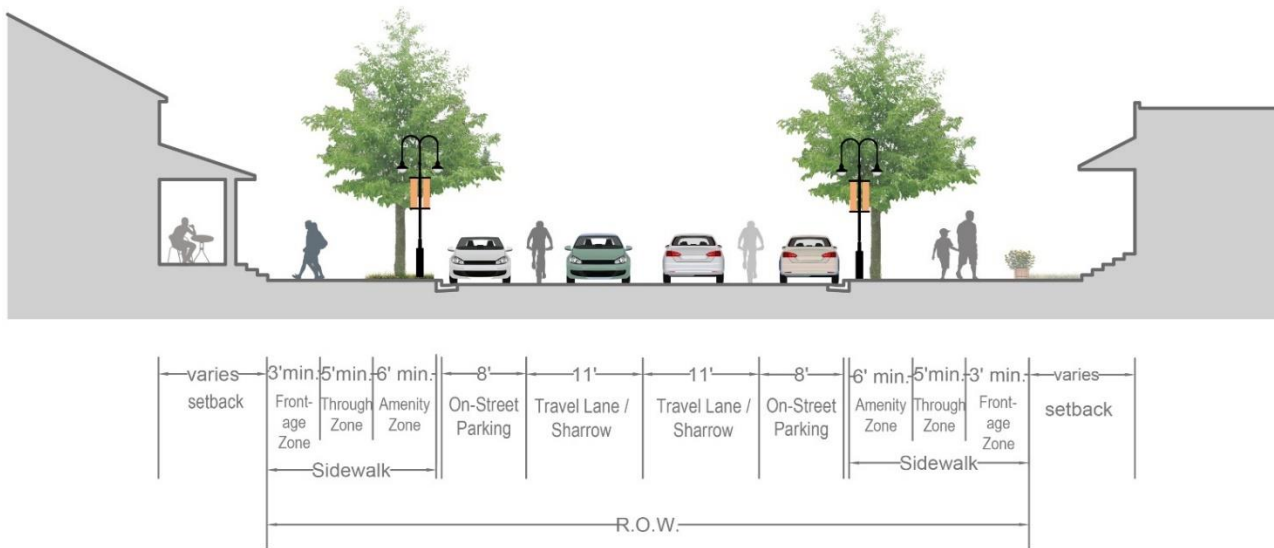 varies
setback
3'min.
Front-
age
Zone
5'min.
Through
Zone
6' min.
Amenity
Zone
Sidewalk
8'
On-Street
Parking
11'
Travel Lane /
Sharrow
11'
Travel Lane /
Sharrow
8'
On-Street
Parking
6' min.
Amenity
Zone
5'min.
Through
Zone
3' min.
Front-
age
Zone
Sidewalk
varies
setback
R.O.W.